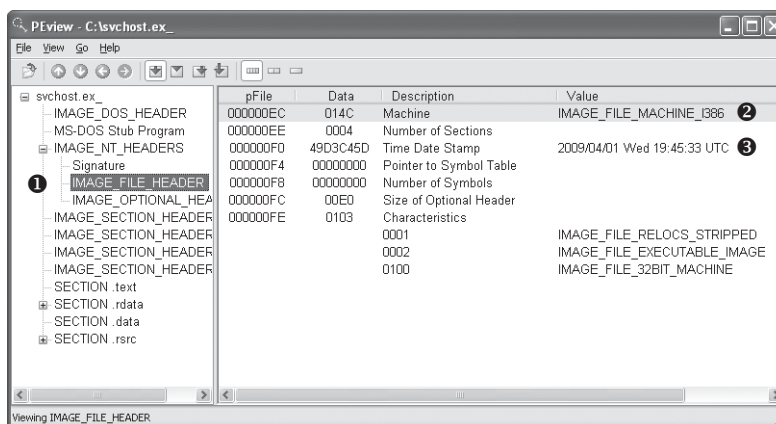 PEview - C:\svchost.ex_
File View Go Help
svchost.ex_
IMAGE_DOS_HEADER
MS-DOS Stub Program
IMAGE_NT_HEADERS
Signature
❶ IMAGE_FILE_HEADER
IMAGE_OPTIONAL_HEA
IMAGE_SECTION_HEADER
IMAGE_SECTION_HEADER
IMAGE_SECTION_HEADER
IMAGE_SECTION_HEADER
SECTION .text
SECTION .rdata
SECTION .data
SECTION .rsrc
pFile Data Description Value
000000EC 014C Machine IMAGE_FILE_MACHINE_I386 ❷
000000EE 0004 Number of Sections
000000F0 49D3C45D Time Date Stamp 2009/04/01 Wed 19:45:33 UTC ❸
000000F4 00000000 Pointer to Symbol Table
000000F8 00000000 Number of Symbols
000000FC 00E0 Size of Optional Header
000000FE 0103 Characteristics
0001 IMAGE_FILE_RELOCS_STRIPPED
0002 IMAGE_FILE_EXECUTABLE_IMAGE
0100 IMAGE_FILE_32BIT_MACHINE
Viewing IMAGE_FILE_HEADER